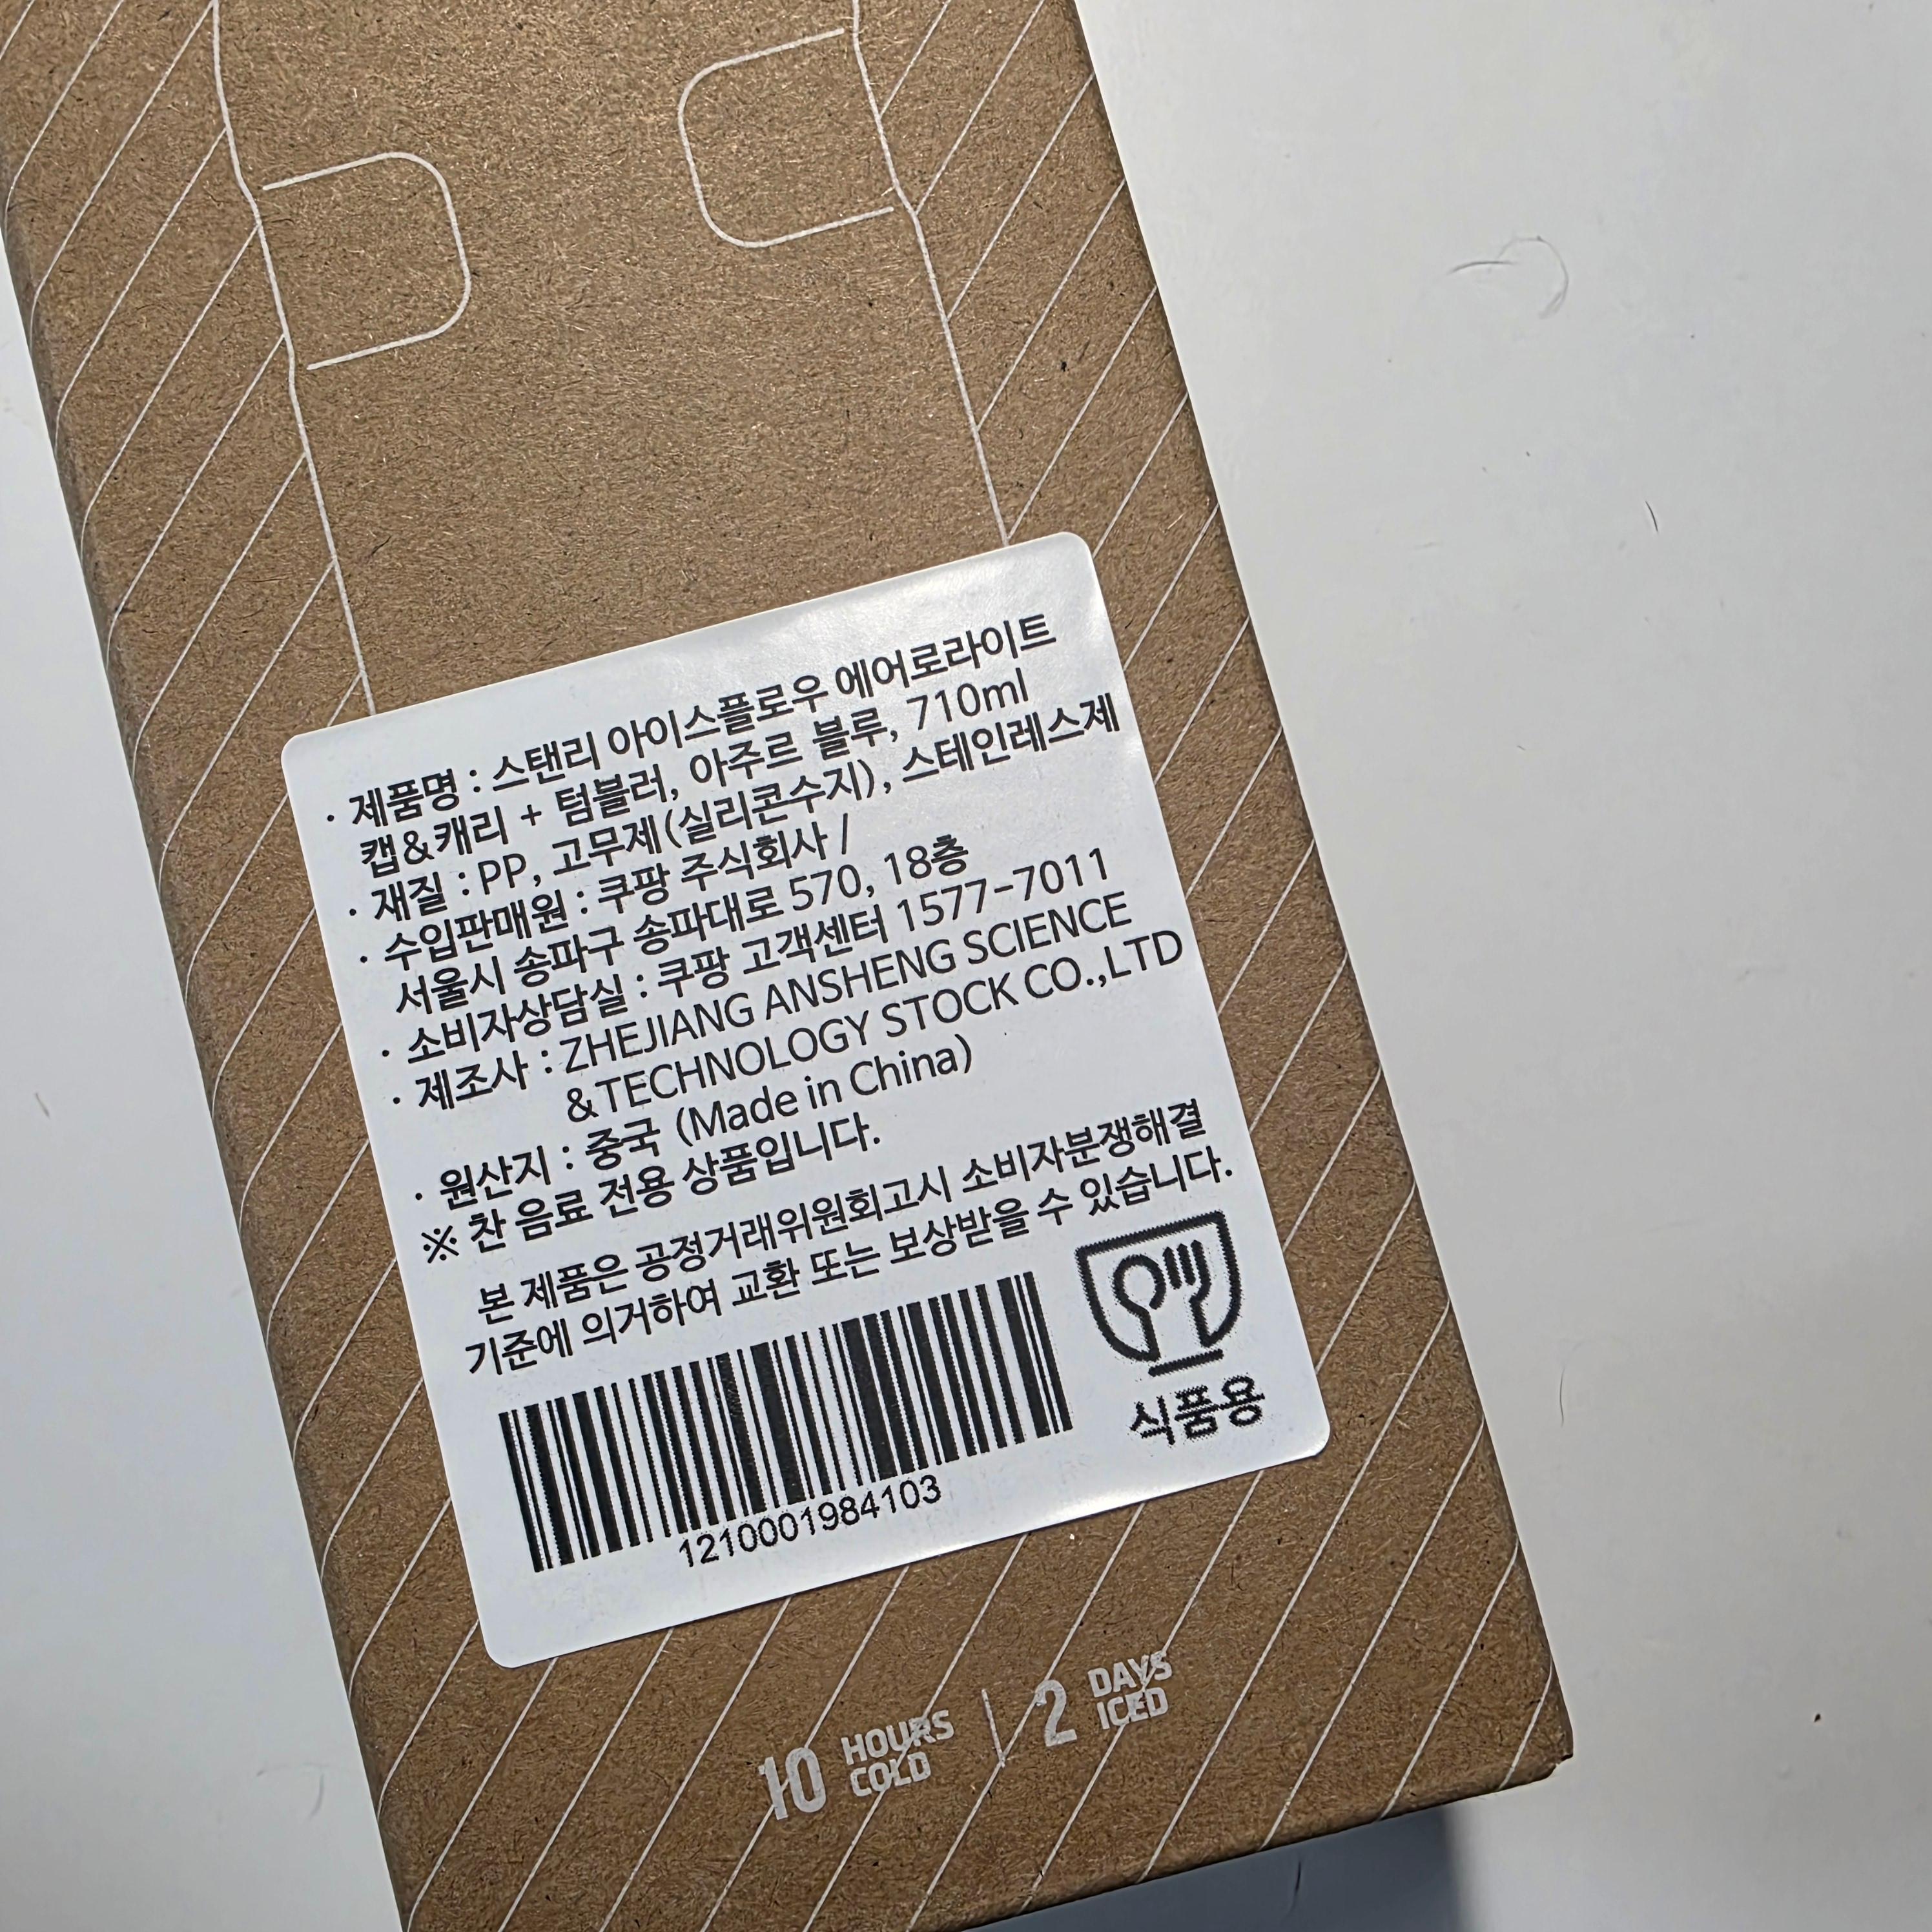 · 제품명 : 스탠리 아이스플로우 에어로라이트
캡&캐리 + 텀블러, 아주르 블루, 710ml
· 재질 : PP, 고무제(실리콘수지), 스테인레스제
· 수입판매원 : 쿠팡 주식회사 /
서울시 송파구 송파대로 570, 18층
· 소비자상담실 : 쿠팡 고객센터 1577-7011
· 제조사 : ZHEJIANG ANSHENG SCIENCE
&TECHNOLOGY STOCK CO.,LTD
· 원산지 : 중국 (Made in China)
※ 찬 음료 전용 상품입니다.
본 제품은 공정거래위원회고시 소비자분쟁해결
기준에 의거하여 교환 또는 보상받을 수 있습니다.
식품용
1210001984103
10 HOURS COLD | 2 DAYS ICED